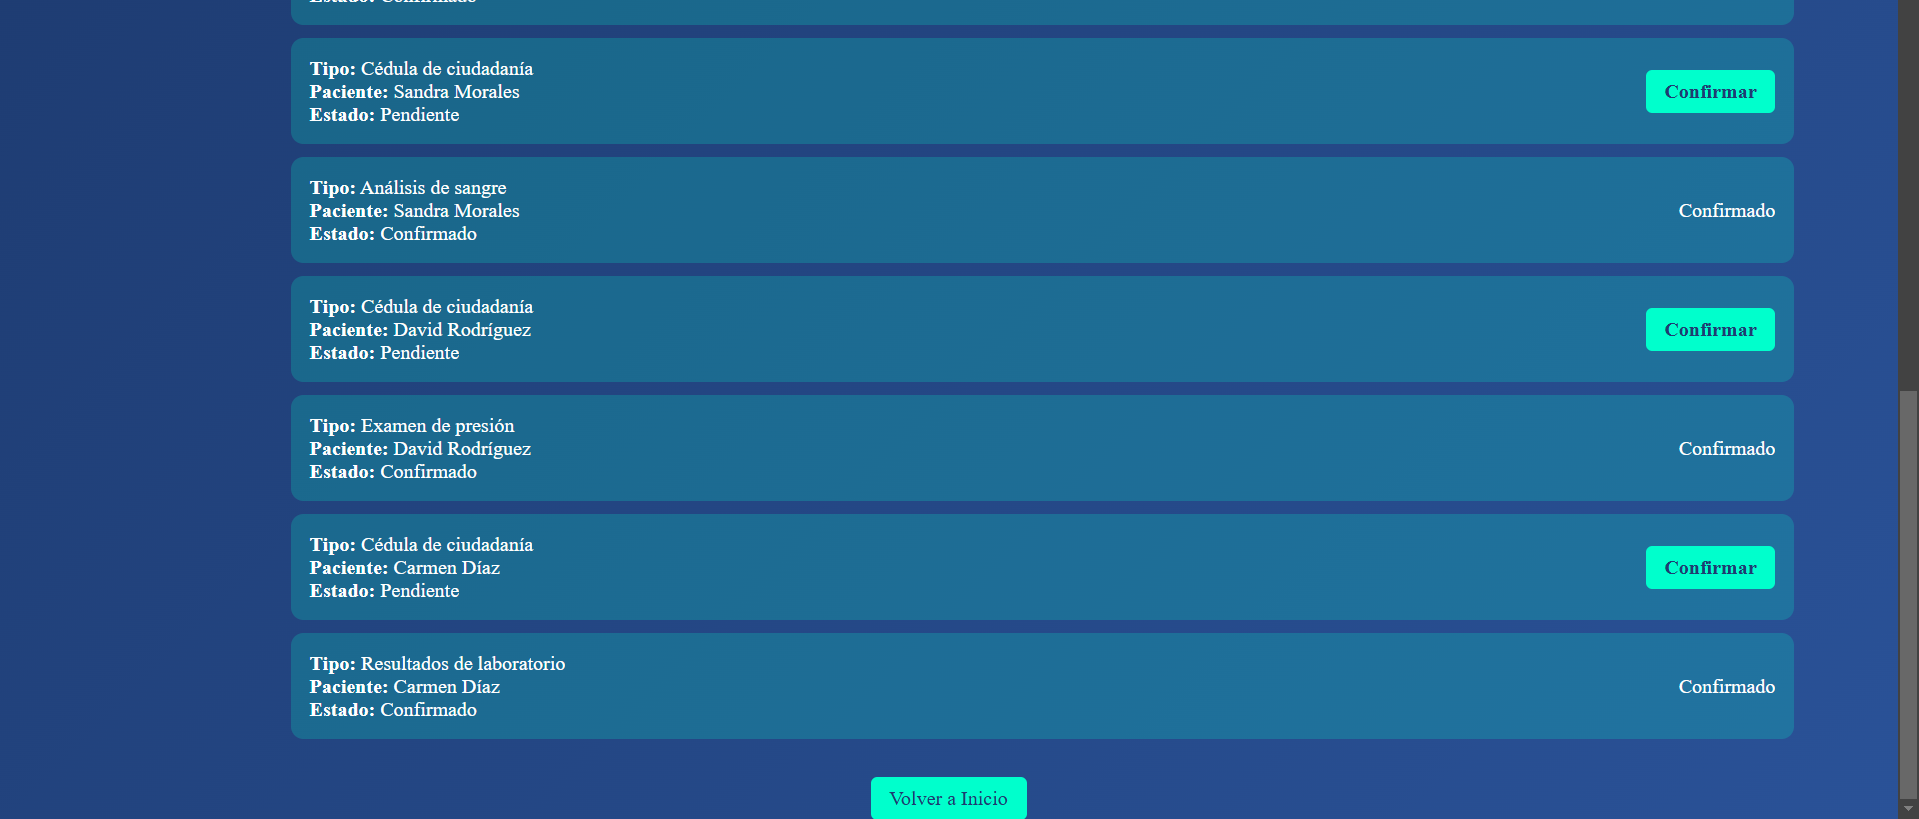 Tipo: Cédula de ciudadanía
Paciente: Sandra Morales
Estado: Pendiente
Confirmar
Tipo: Análisis de sangre
Paciente: Sandra Morales
Estado: Confirmado
Confirmado
Tipo: Cédula de ciudadanía
Paciente: David Rodríguez
Estado: Pendiente
Confirmar
Tipo: Examen de presión
Paciente: David Rodríguez
Estado: Confirmado
Confirmado
Tipo: Cédula de ciudadanía
Paciente: Carmen Díaz
Estado: Pendiente
Confirmar
Tipo: Resultados de laboratorio
Paciente: Carmen Díaz
Estado: Confirmado
Confirmado
Volver a Inicio